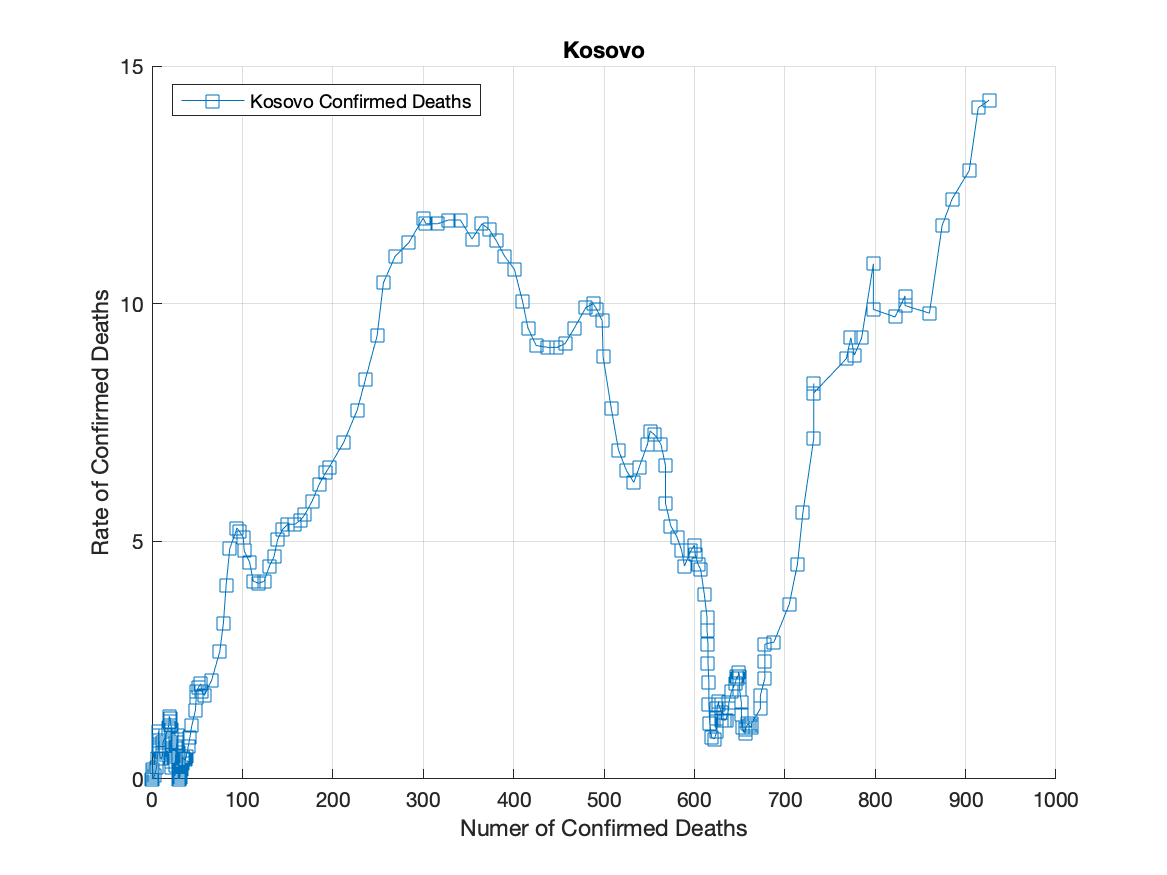 Kosovo
Kosovo Confirmed Deaths
15
10
5
0
Rate of Confirmed Deaths
0 100 200 300 400 500 600 700 800 900 1000
Numer of Confirmed Deaths